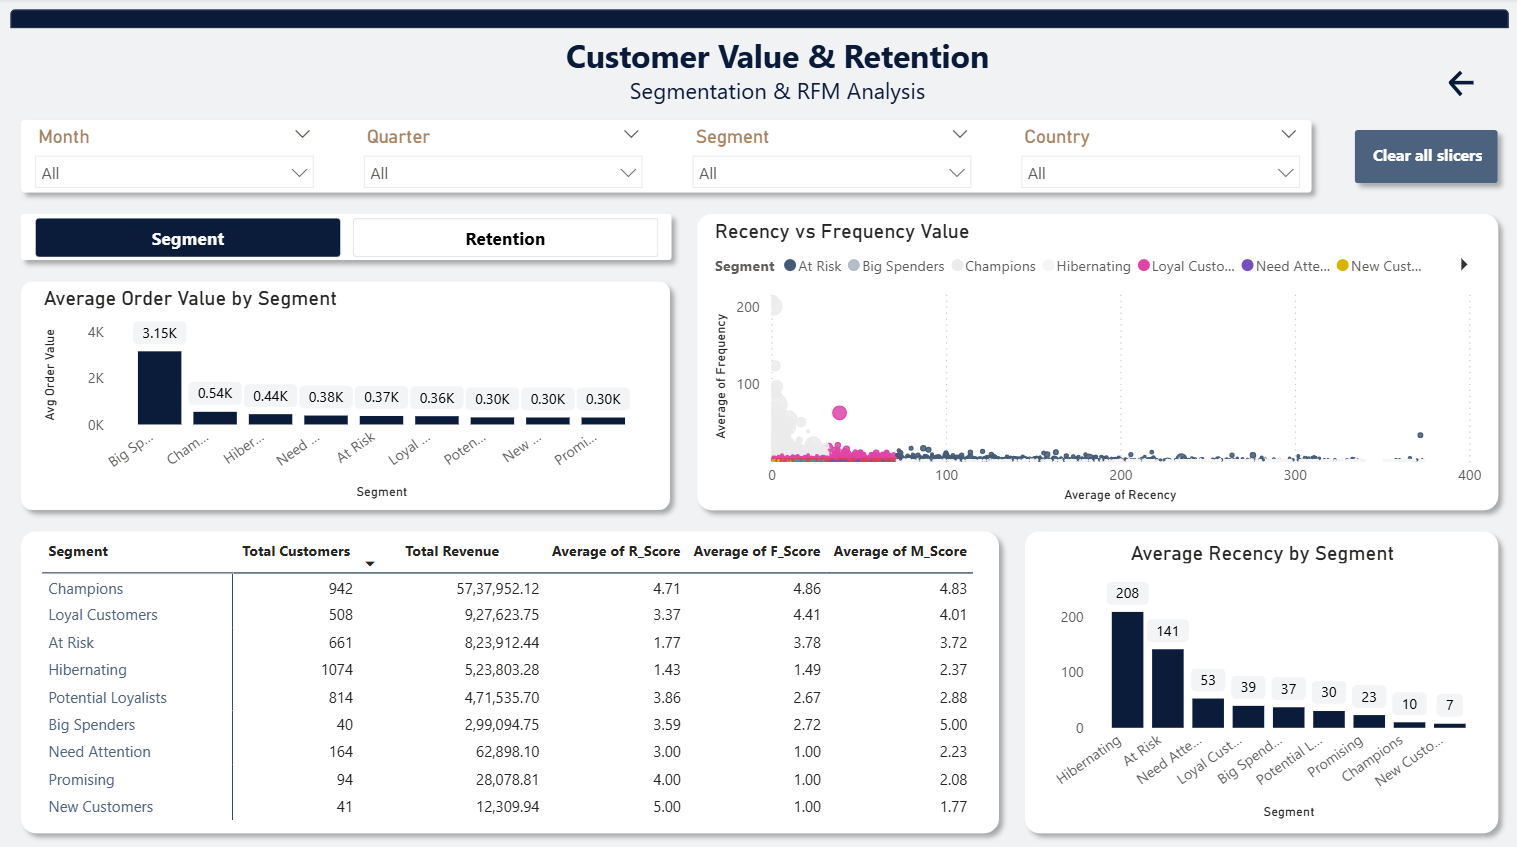 Customer Value & Retention
Segmentation & RFM Analysis
Month
Quarter
Segment
Country
All
All
All
All
Clear all slicers
Segment
Retention
Average Order Value by Segment
Avg Order Value
4K
2K
0K
3.15K
0.54K
0.44K
0.38K
0.37K
0.36K
0.30K
0.30K
0.30K
Big Sp...
Cham...
Hiber...
Need ...
At Risk
Loyal ...
Poten...
New ...
Promi...
Segment
Recency vs Frequency Value
Segment At Risk Big Spenders Champions Hibernating Loyal Custo... Need Atte... New Cust...
Average of Frequency
200
100
0 100 200 300 400
Average of Recency
Segment Total Customers Total Revenue Average of R_Score Average of F_Score Average of M_Score
Champions 942 57,37,952.12 4.71 4.86 4.83
Loyal Customers 508 9,27,623.75 3.37 4.41 4.01
At Risk 661 8,23,912.44 1.77 3.78 3.72
Hibernating 1074 5,23,803.28 1.43 1.49 2.37
Potential Loyalists 814 4,71,535.70 3.86 2.67 2.88
Big Spenders 40 2,99,094.75 3.59 2.72 5.00
Need Attention 164 62,898.10 3.00 1.00 2.23
Promising 94 28,078.81 4.00 1.00 2.08
New Customers 41 12,309.94 5.00 1.00 1.77
Average Recency by Segment
200
100
0
208
141
53
39
37
30
23
10
7
Hibernating
At Risk
Need Atte...
Loyal Cust...
Big Spend...
Potential L...
Promising
Champions
New Custo...
Segment